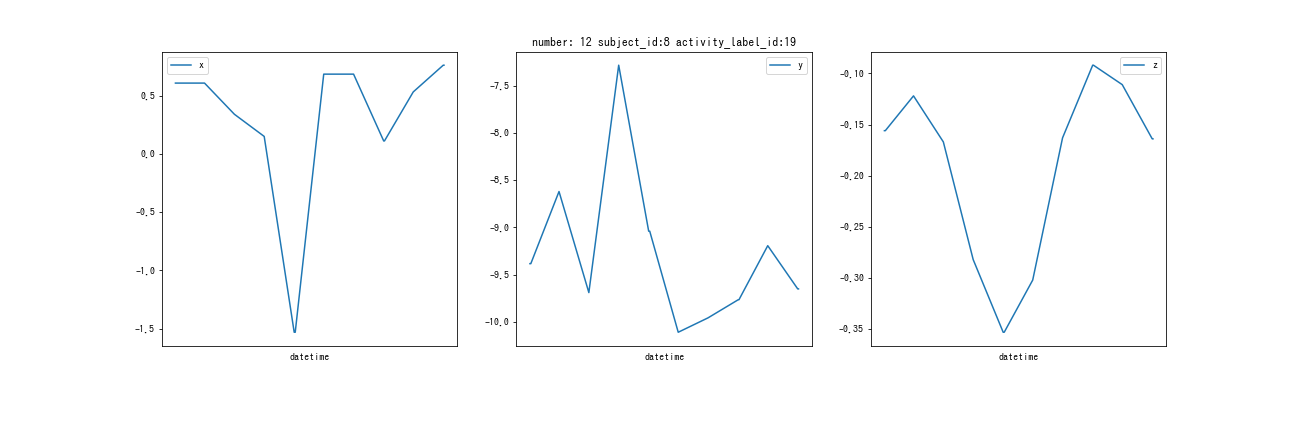 number: 12 subject_id:8 activity_label_id:19
x
0.5
0.0
-0.5
-1.0
-1.5
datetime
y
-7.5
-8.0
-8.5
-9.0
-9.5
-10.0
datetime
z
-0.10
-0.15
-0.20
-0.25
-0.30
-0.35
datetime